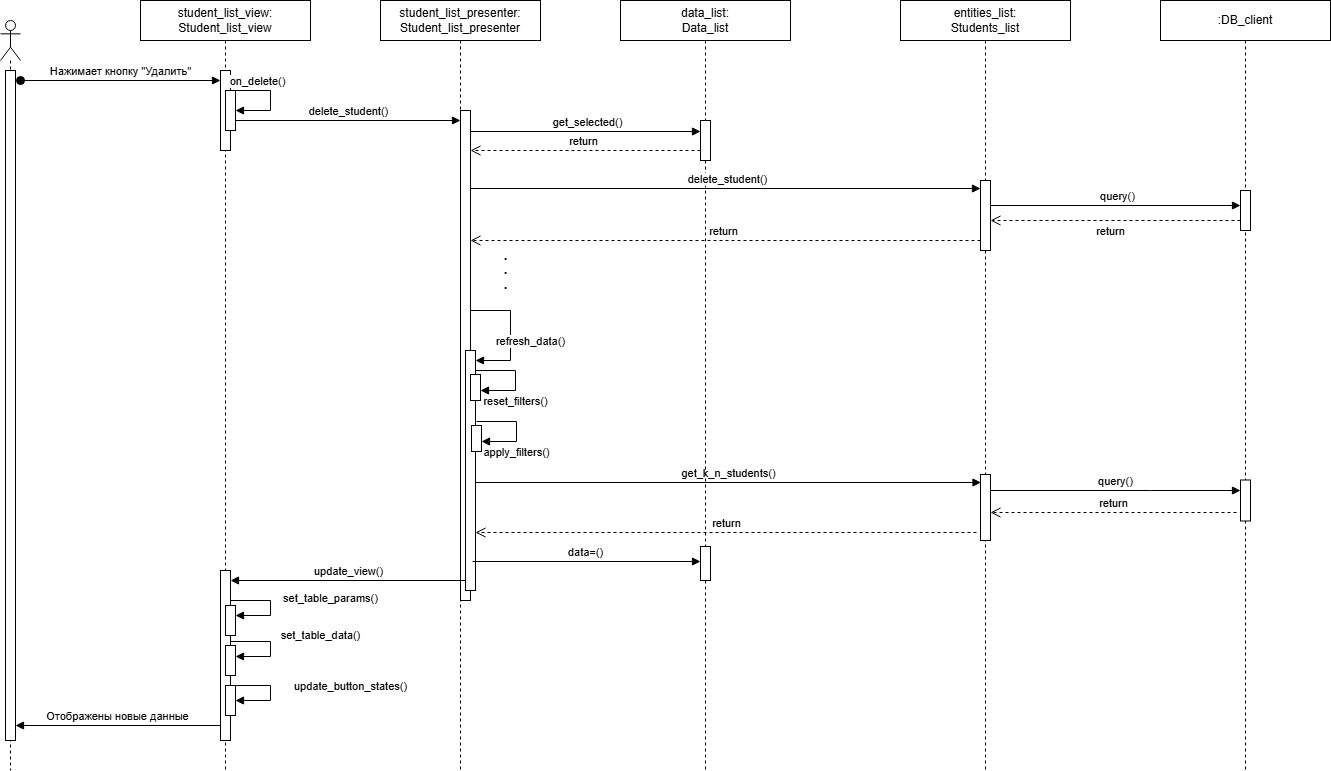 student_list_view:
Student_list_view
student_list_presenter:
Student_list_presenter
data_list:
Data_list
entities_list:
Students_list
:DB_client
Нажимает кнопку "Удалить"
on_delete()
delete_student()
get_selected()
return
delete_student()
query()
return
return
refresh_data()
reset_filters()
apply_filters()
get_k_n_students()
query()
return
return
data=()
update_view()
set_table_params()
set_table_data()
update_button_states()
Отображены новые данные